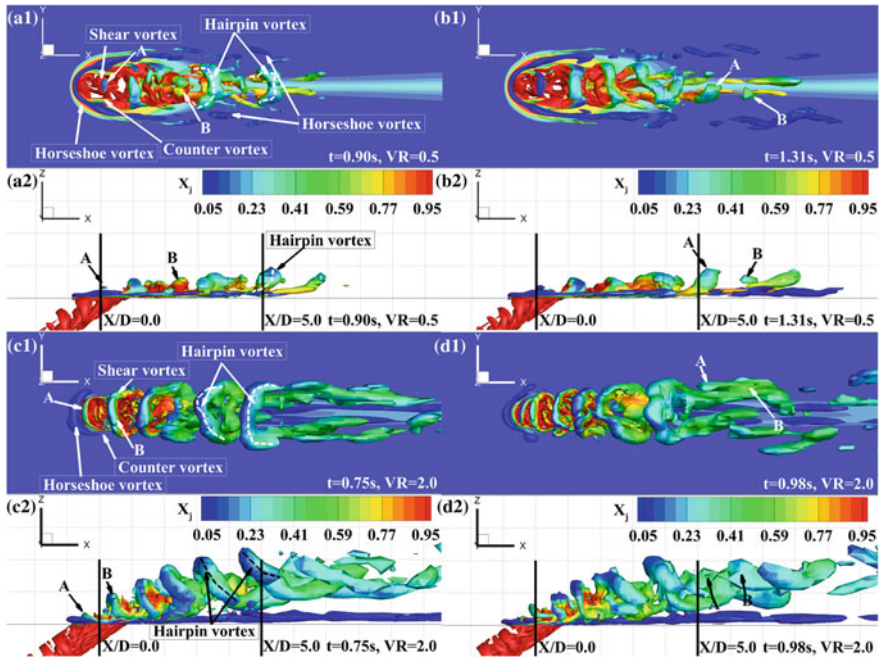 (a1)
Y
Z X
Shear vortex A
Hairpin vortex
B
Horseshoe vortex
Horseshoe vortex
Counter vortex
t=0.90s, VR=0.5
(b1)
Y
Z X
A
B
t=1.31s, VR=0.5
(a2)
Z
X
Xj
0.05 0.23 0.41 0.59 0.77 0.95
A
B
Hairpin vortex
X/D=0.0
X/D=5.0 t=0.90s, VR=0.5
(b2)
Z
X
Xj
0.05 0.23 0.41 0.59 0.77 0.95
A
B
X/D=0.0
X/D=5.0 t=1.31s, VR=0.5
(c1)
Y
Z X
Hairpin vortex
Shear vortex
A
B
Counter vortex
Horseshoe vortex
t=0.75s, VR=2.0
(d1)
Y
Z X
A
B
t=0.98s, VR=2.0
(c2)
Z
X
Xj
0.05 0.23 0.41 0.59 0.77 0.95
A
B
Hairpin vortex
X/D=0.0
X/D=5.0 t=0.75s, VR=2.0
(d2)
Z
X
Xj
0.05 0.23 0.41 0.59 0.77 0.95
A
B
X/D=0.0
X/D=5.0 t=0.98s, VR=2.0